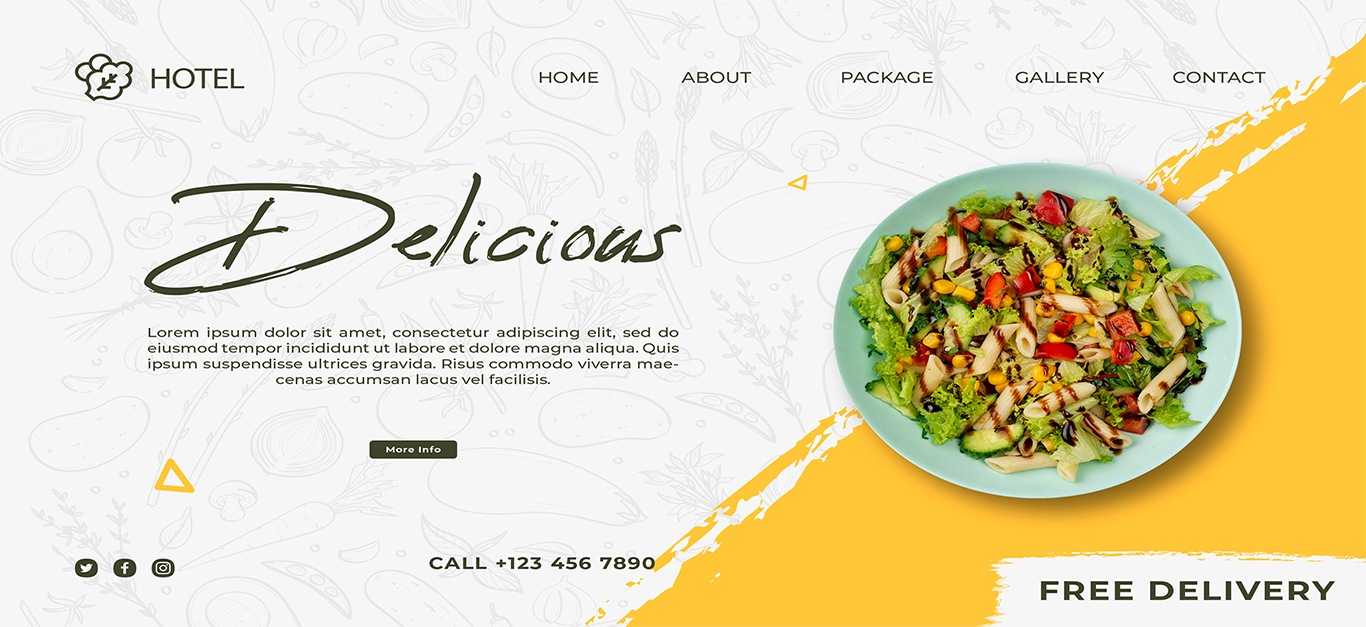 HOTEL
HOME ABOUT PACKAGE GALLERY CONTACT
Delicious
Lorem ipsum dolor sit amet, consectetur adipiscing elit, sed do
eiusmod tempor incididunt ut labore et dolore magna aliqua. Quis
ipsum suspendisse ultrices gravida. Risus commodo viverra mae-
cenas accumsan lacus vel facilisis.
More Info
CALL +123 456 7890
FREE DELIVERY